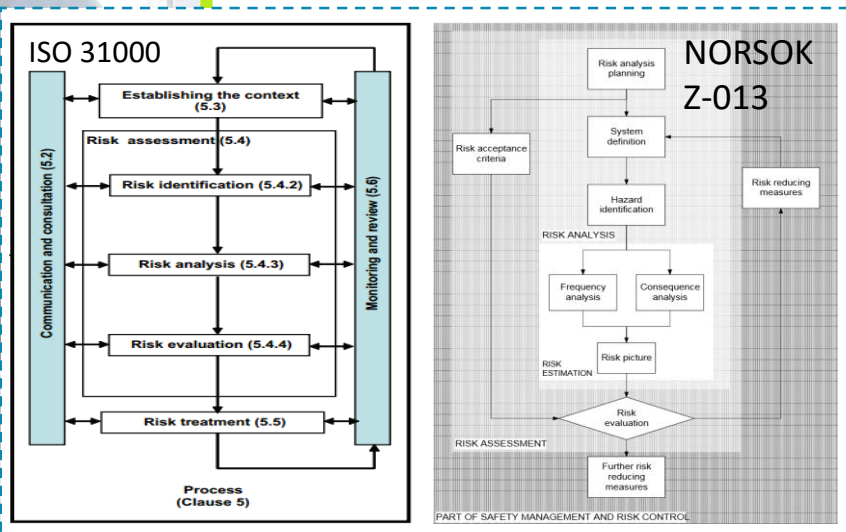 ISO 31000
Establishing the context
(5.3)
Risk assessment (5.4)
Risk identification (5.4.2)
Risk analysis (5.4.3)
Risk evaluation (5.4.4)
Risk treatment (5.5)
Communication and consultation (5.2)
Monitoring and review (5.6)
Process
(Clause 5)
NORSOK
Z-013
Risk analysis
planning
System
definition
Risk acceptance
criteria
Risk reducing
measures
Hazard
identification
RISK ANALYSIS
Frequency
analysis
Consequence
analysis
Risk picture
RISK
ESTIMATION
Risk
evaluation
RISK ASSESSMENT
Further risk
reducing
measures
PART OF SAFETY MANAGEMENT AND RISK CONTROL